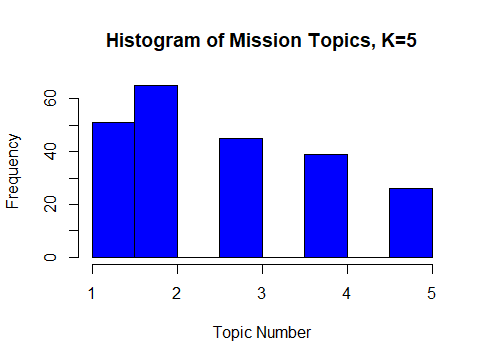 Histogram of Mission Topics, K=5
Frequency
60
40
20
0
1 2 3 4 5
Topic Number